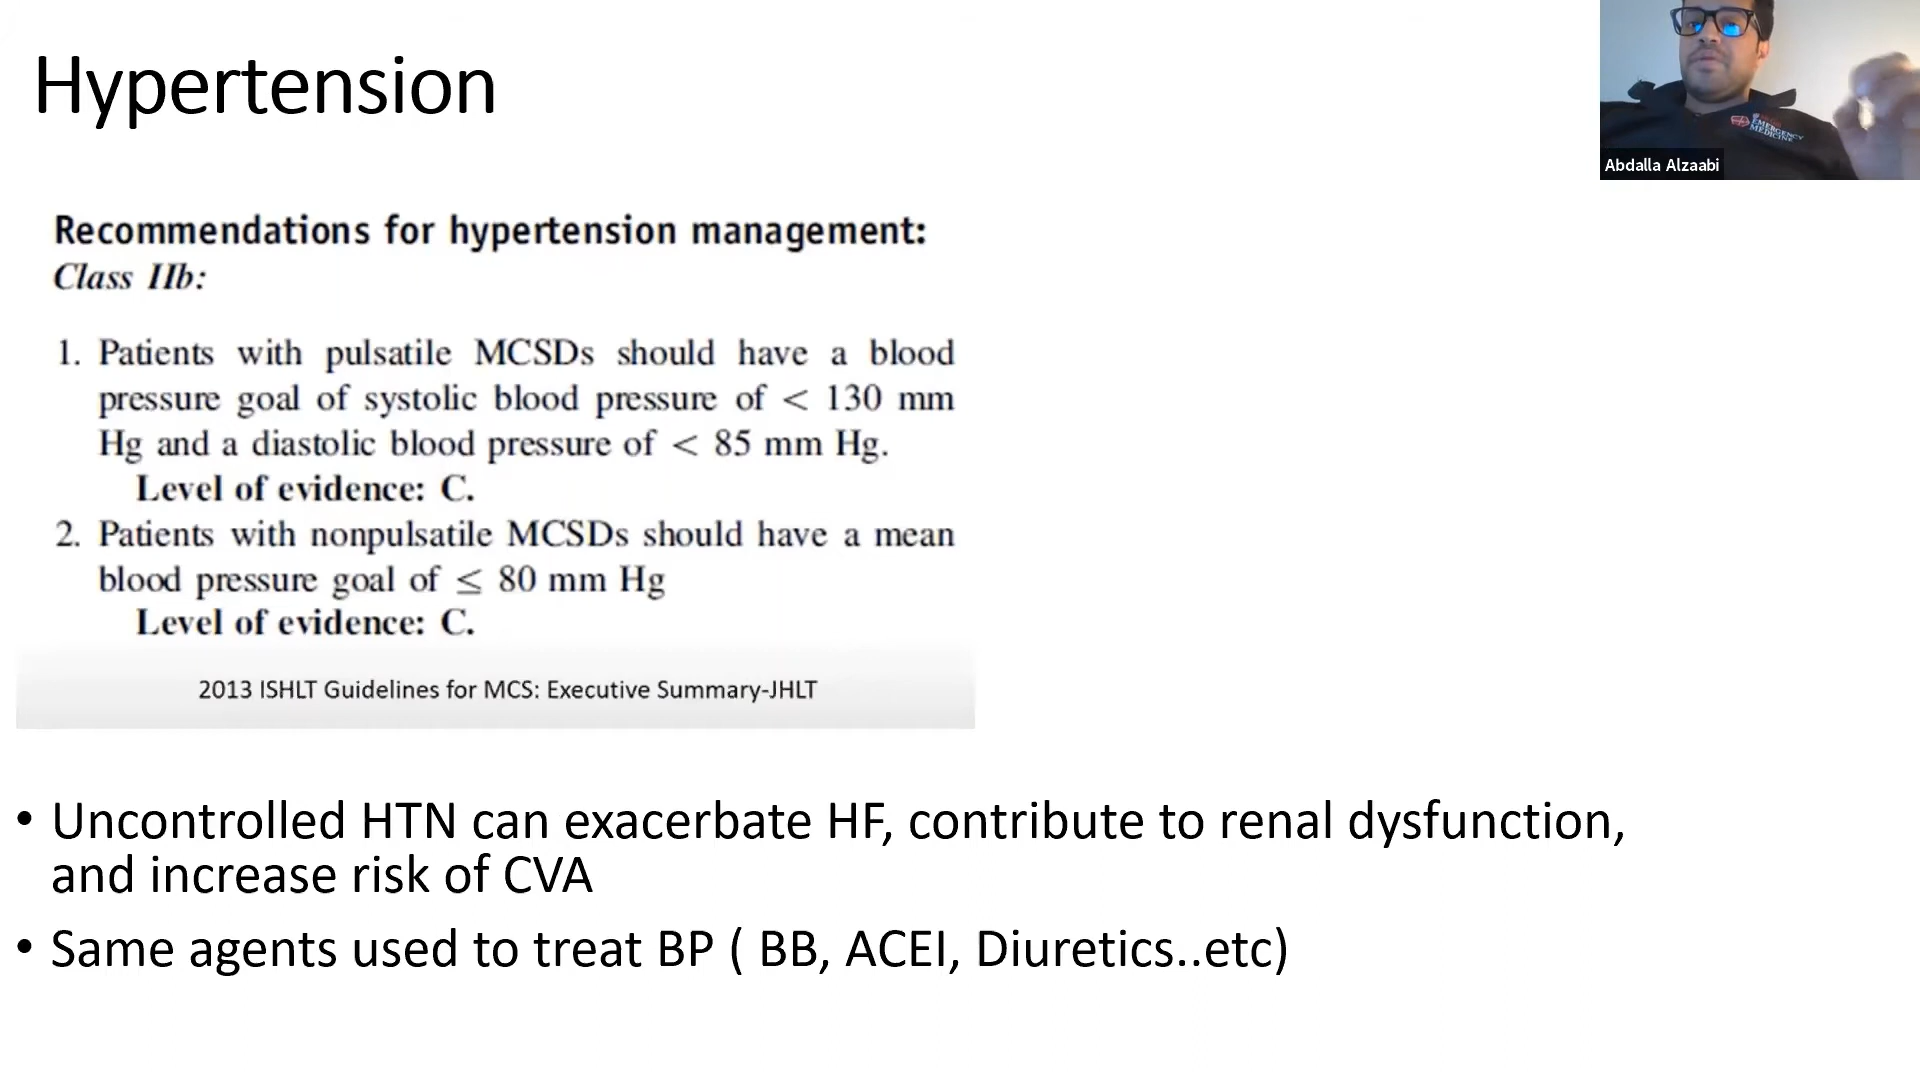 Hypertension
EMERGENCY
MEDICINE
Abdalla Alzaabi
Recommendations for hypertension management:
Class IIb:
1. Patients with pulsatile MCSDs should have a blood
pressure goal of systolic blood pressure of < 130 mm
Hg and a diastolic blood pressure of < 85 mm Hg.
Level of evidence: C.
2. Patients with nonpulsatile MCSDs should have a mean
blood pressure goal of ≤ 80 mm Hg
Level of evidence: C.
2013 ISHLT Guidelines for MCS: Executive Summary-JHLT
• Uncontrolled HTN can exacerbate HF, contribute to renal dysfunction,
and increase risk of CVA
• Same agents used to treat BP ( BB, ACEI, Diuretics..etc)